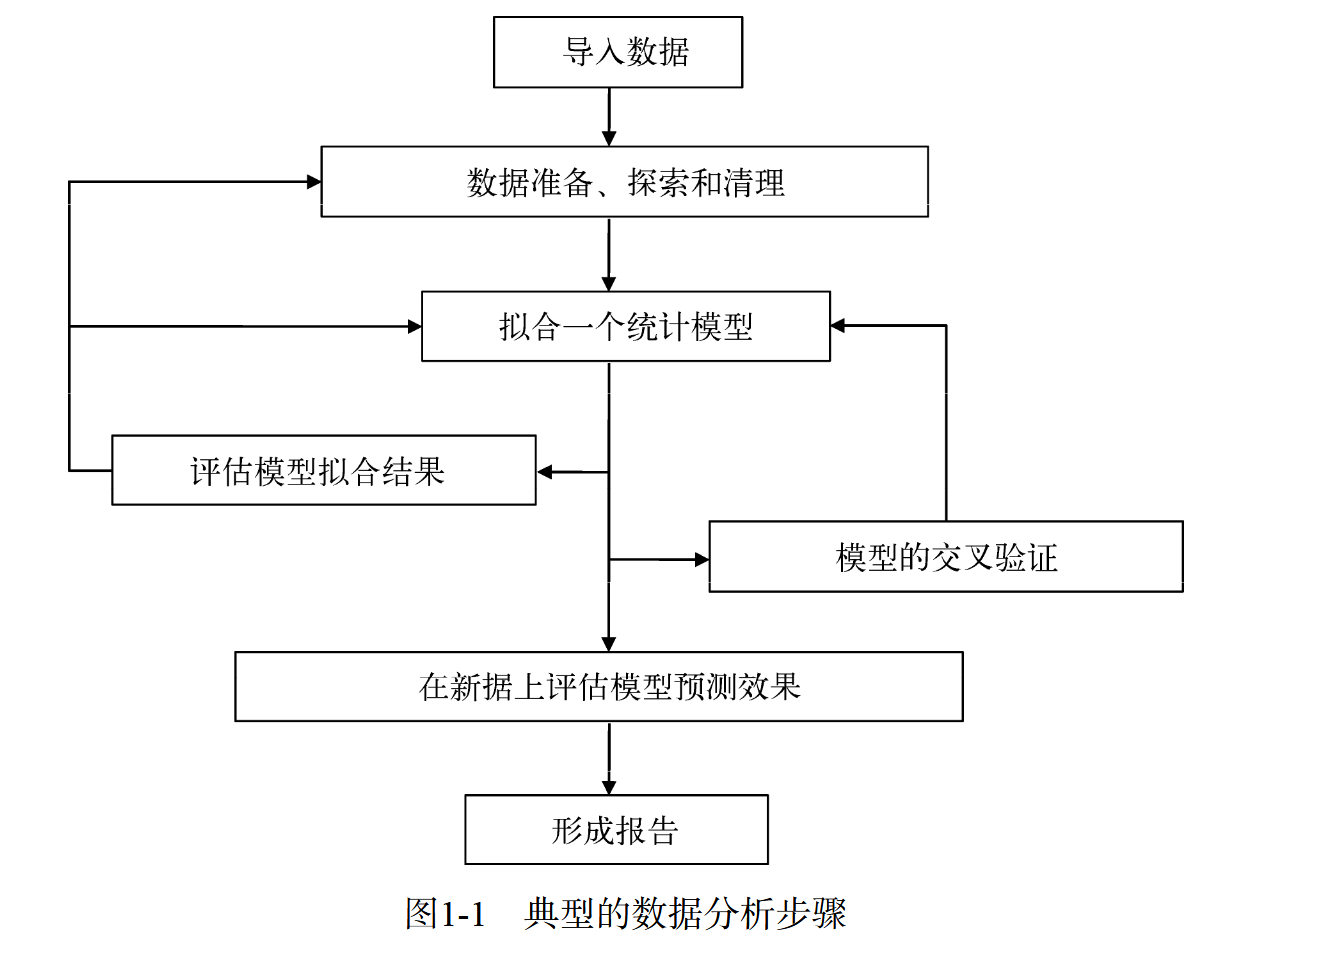 导入数据
数据准备、探索和清理
拟合一个统计模型
评估模型拟合结果
模型的交叉验证
在新据上评估模型预测效果
形成报告
图1-1 典型的数据分析步骤